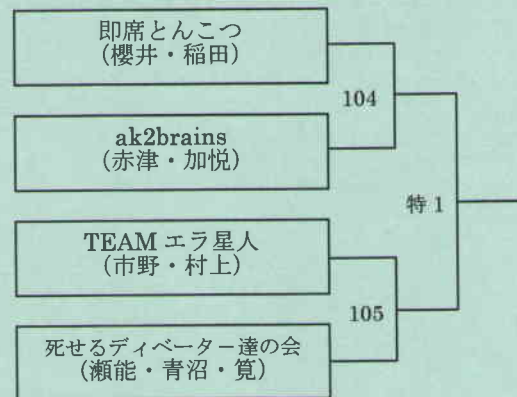 即席とんこつ
(櫻井・稲田)
104
ak2brains
(赤津・加悦)
特 1
TEAM エラ星人
(市野・村上)
105
死せるディベーター達の会
(瀬能・青沼・筧)